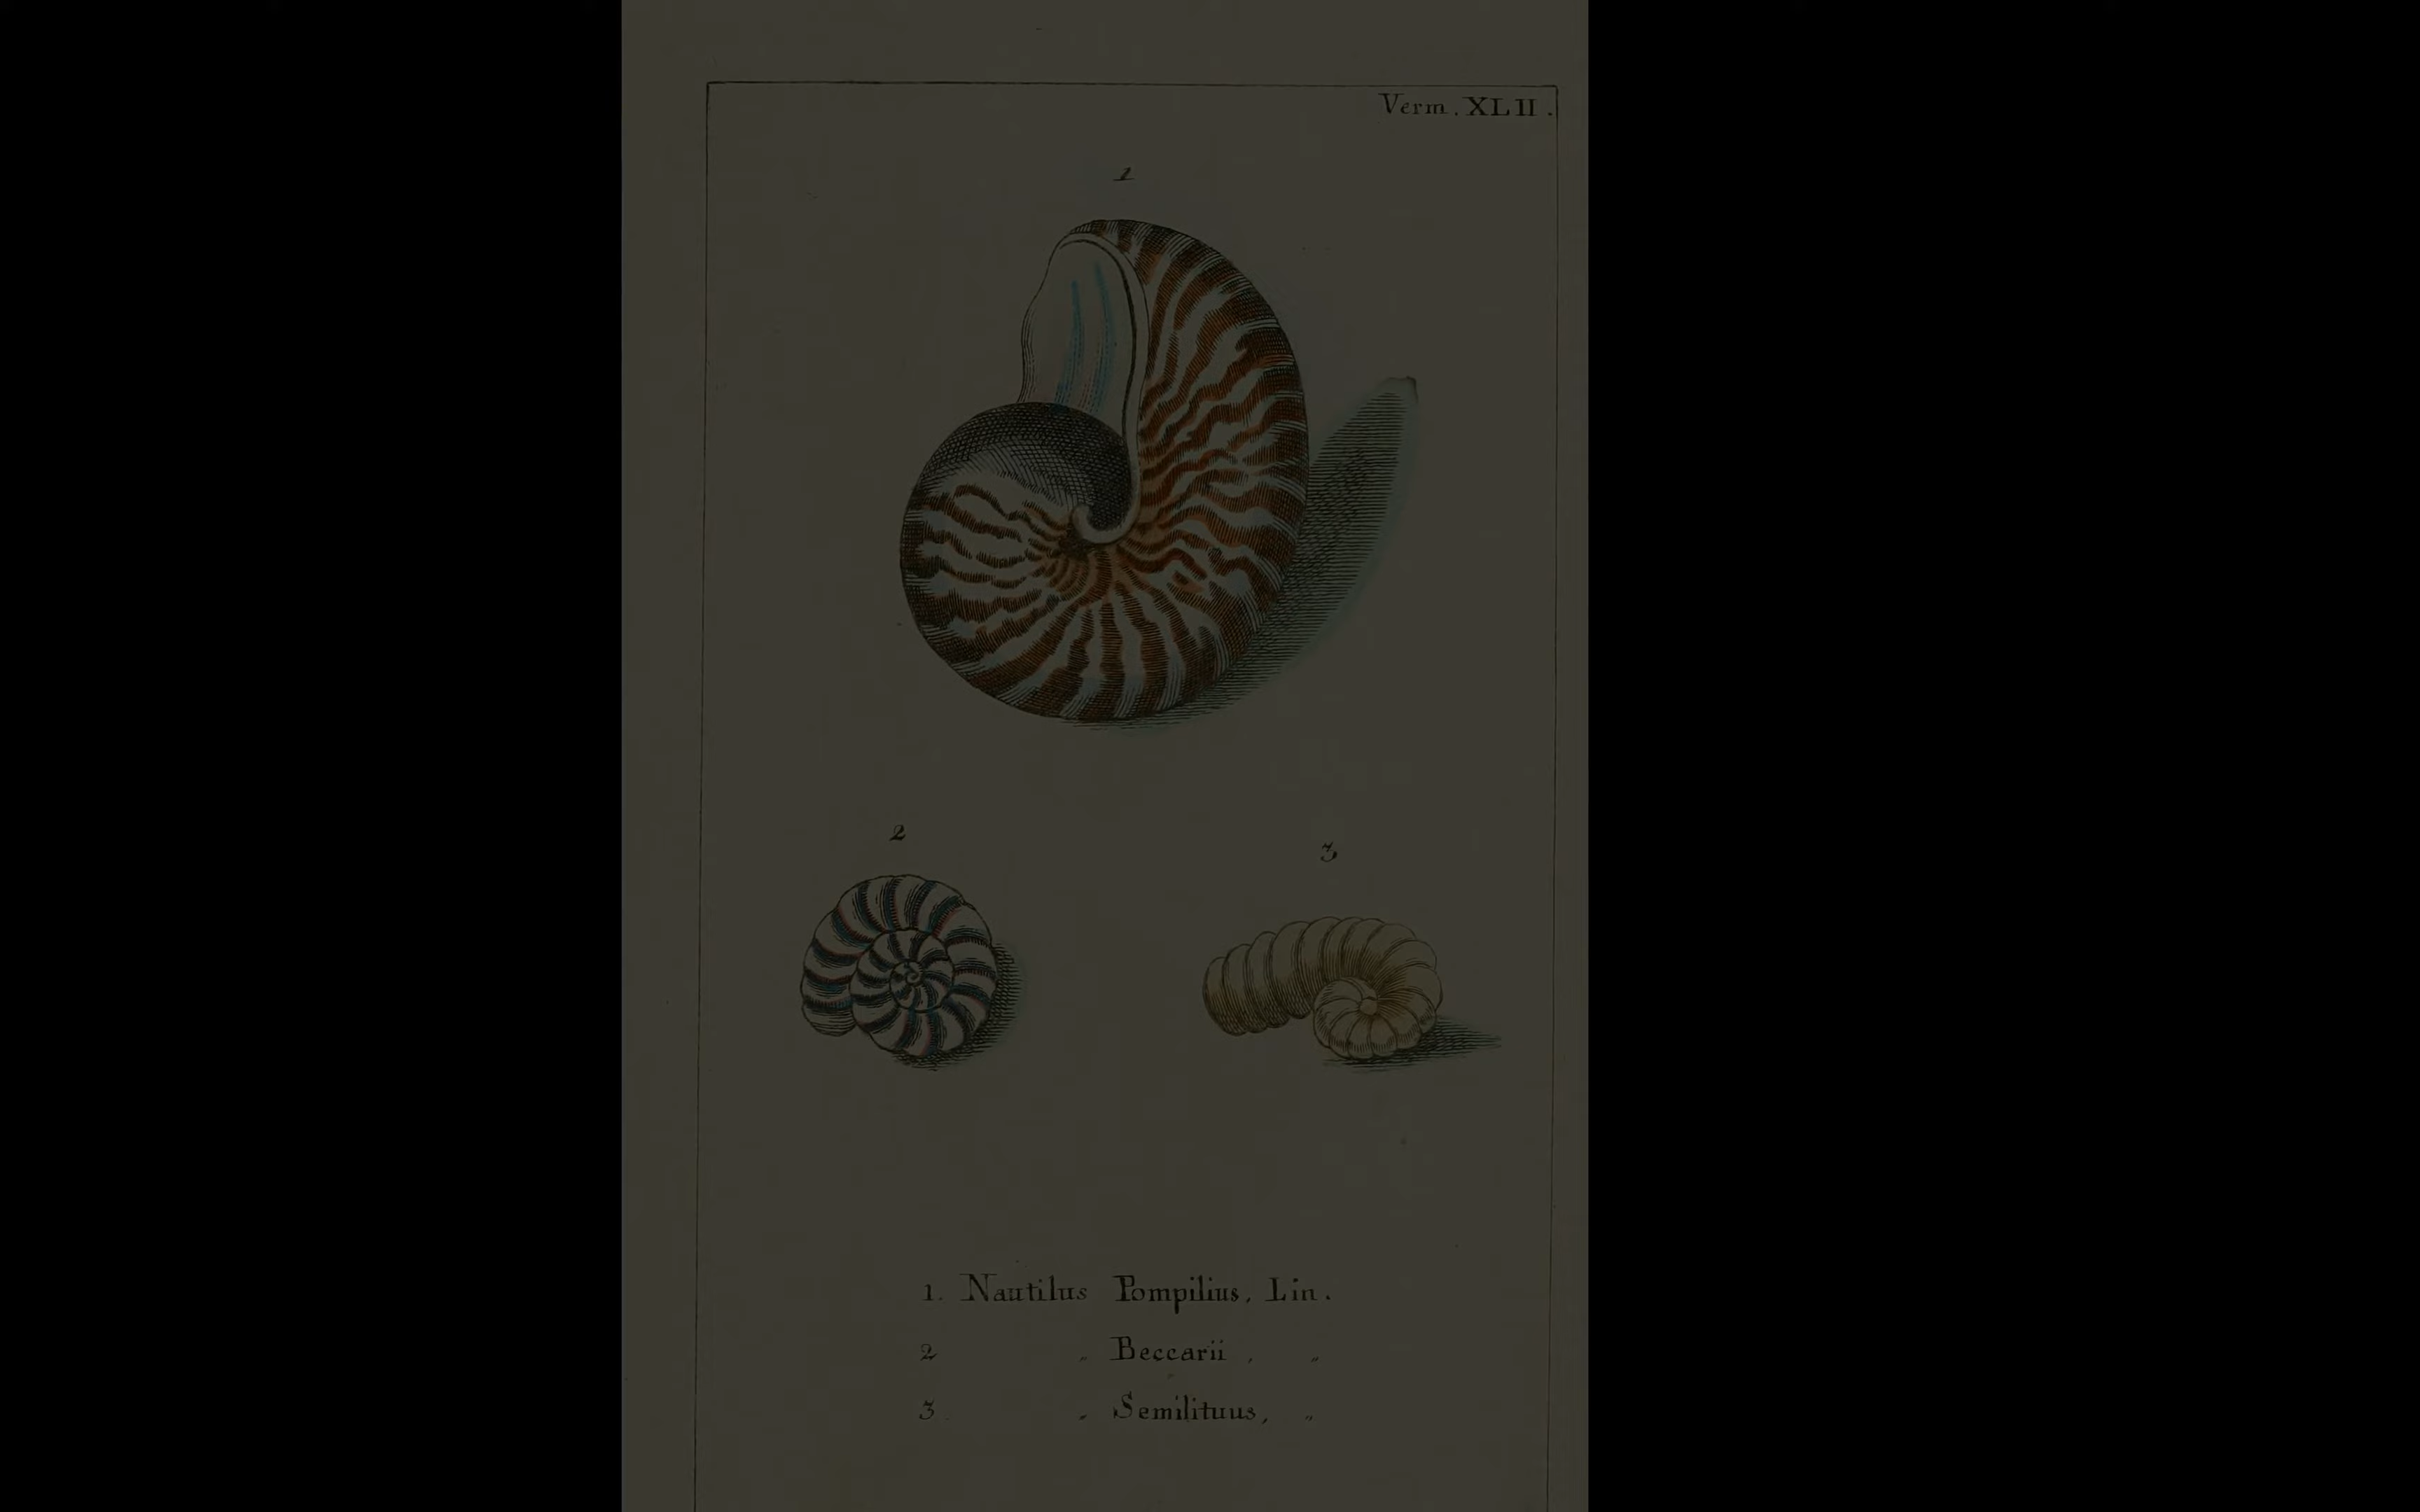 Verm. XLII.
1
2
3
1. Nautilus Pompilius, Lin.
2 „ Beccarii, „
3. „ Semilituus, „